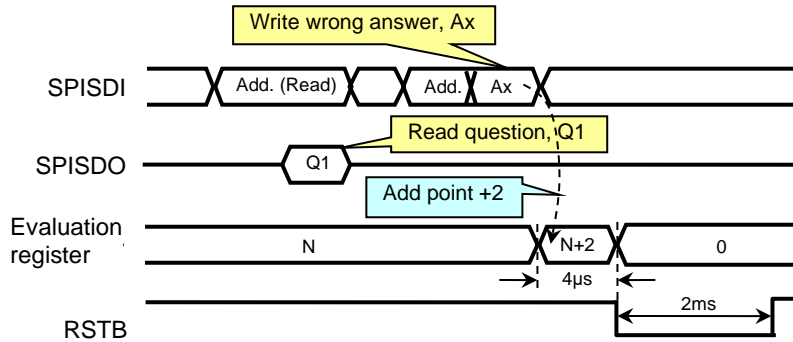 Write wrong answer, Ax
SPISDI
Add. (Read)
Add.
Ax
Read question, Q1
SPISDO
Q1
Add point +2
Evaluation
register
N
N+2
0
4µs
2ms
RSTB